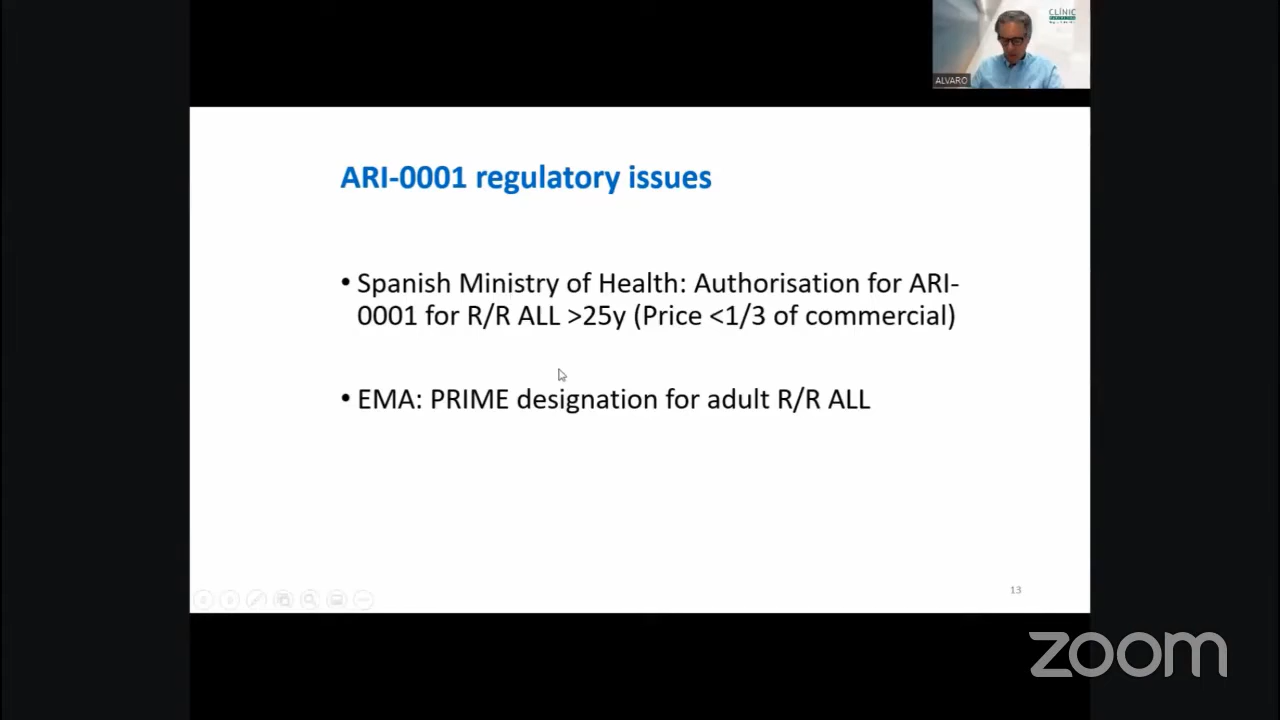 CLÍNIC
ALVARO
ARI-0001 regulatory issues
• Spanish Ministry of Health: Authorisation for ARI-
0001 for R/R ALL >25y (Price <1/3 of commercial)
• EMA: PRIME designation for adult R/R ALL
13
zoom